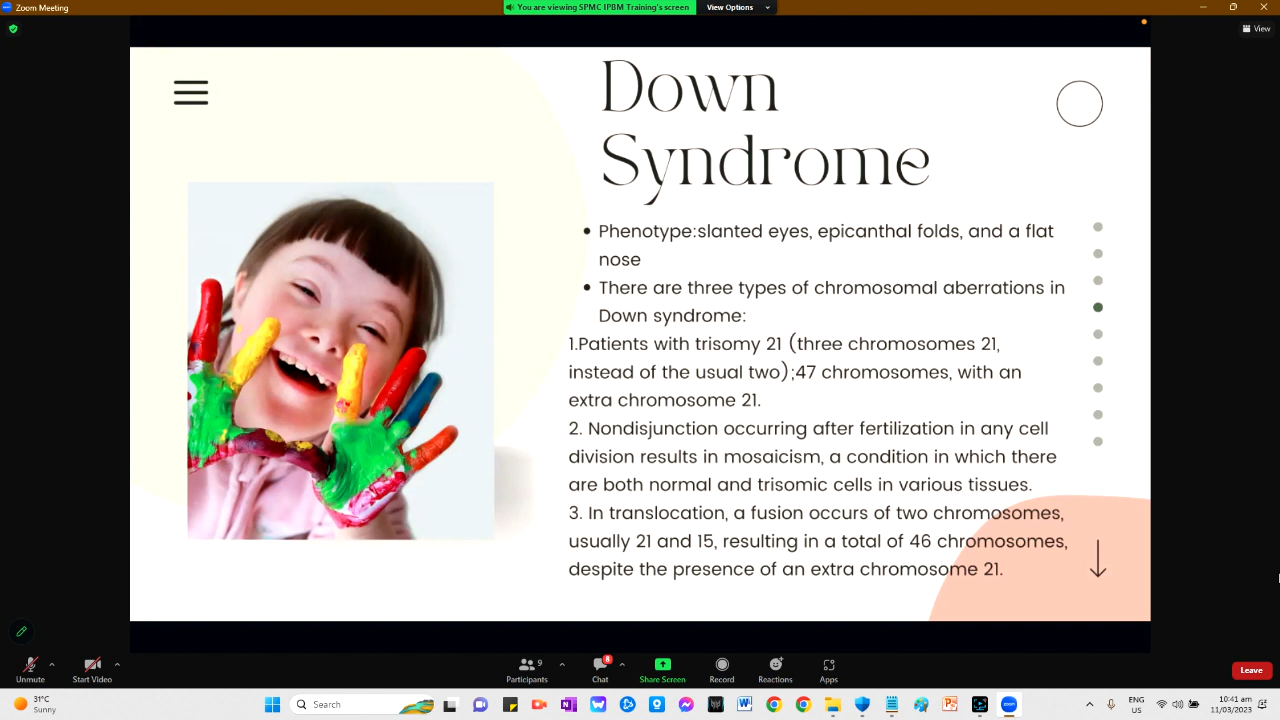 Zoom Meeting
You are viewing SPMC IPBM Training's screen
View Options
View
Down
Syndrome
• Phenotype:slanted eyes, epicanthal folds, and a flat
nose
• There are three types of chromosomal aberrations in
Down syndrome:
1.Patients with trisomy 21 (three chromosomes 21,
instead of the usual two);47 chromosomes, with an
extra chromosome 21.
2. Nondisjunction occurring after fertilization in any cell
division results in mosaicism, a condition in which there
are both normal and trisomic cells in various tissues.
3. In translocation, a fusion occurs of two chromosomes,
usually 21 and 15, resulting in a total of 46 chromosomes,
despite the presence of an extra chromosome 21.
Unmute
Start Video
9
Participants
8
Chat
Share Screen
Record
Reactions
Apps
Leave
31°C
Sunny
Search
ENG
US
10:41 am
11/03/2023